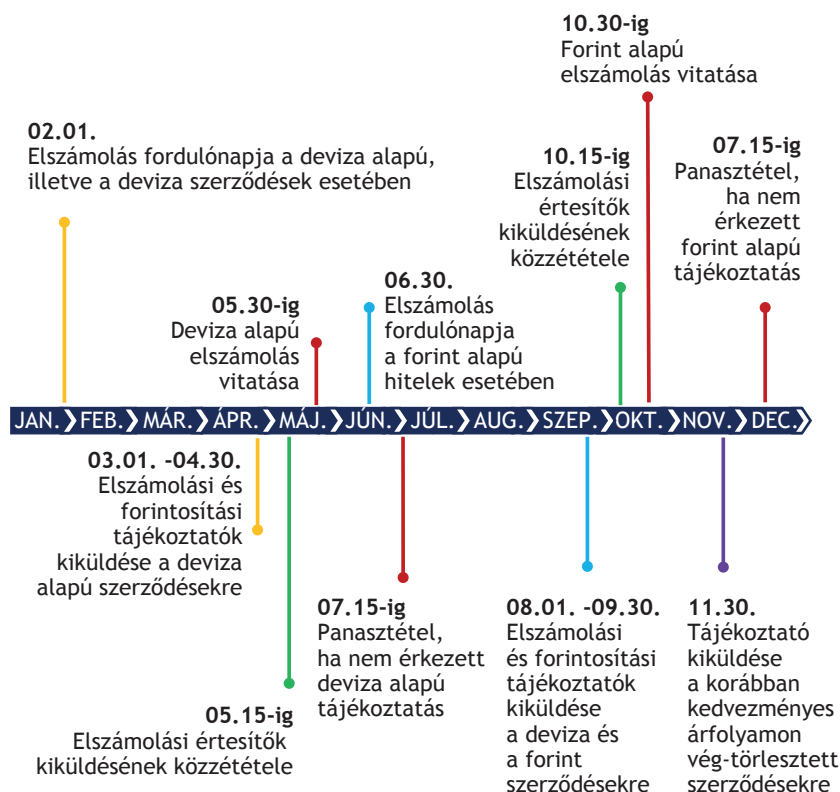 10.30-ig
Forint alapú
elszámolás vitatása
02.01.
Elszámolás fordulónapja a deviza alapú,
illetve a deviza szerződések esetében
10.15-ig
Elszámolási
értesítők
kiküldésének
közzététele
07.15-ig
Panasztétel,
ha nem
érkezett
forint alapú
tájékoztatás
05.30-ig
Deviza alapú
elszámolás
vitatása
06.30.
Elszámolás
fordulónapja
a forint alapú
hitelek esetében
JAN. FEB. MÁR. ÁPR. MÁJ. JÚN. JÚL. AUG. SZEP. OKT. NOV. DEC.
03.01. -04.30.
Elszámolási és
forintosítási
tájékoztatók
kiküldése a deviza
alapú szerződésekre
05.15-ig
Elszámolási értesítők
kiküldésének közzététele
07.15-ig
Panasztétel,
ha nem érkezett
deviza alapú
tájékoztatás
08.01. -09.30.
Elszámolási
és forintosítási
tájékoztatók
kiküldése
a deviza és
a forint
szerződésekre
11.30.
Tájékoztató
kiküldése
a korábban
kedvezményes
árfolyamon
vég-törlesztett
szerződésekre